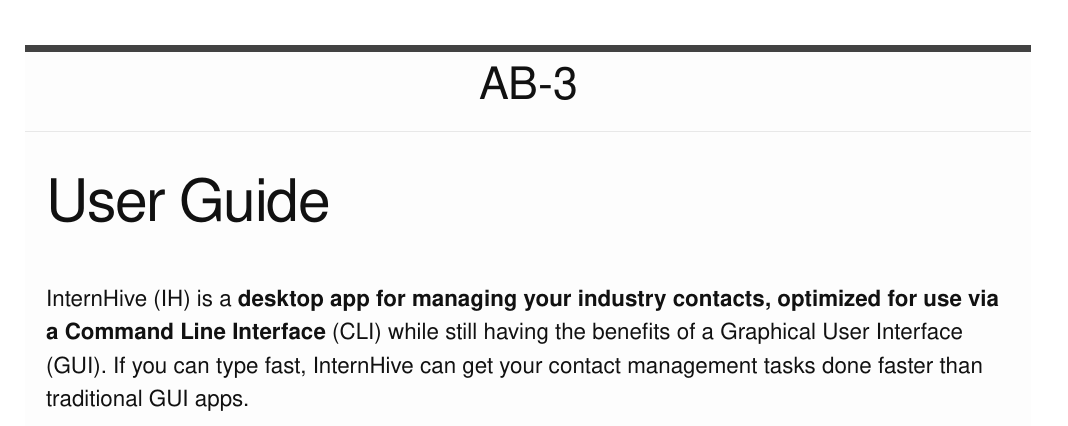 AB-3
User Guide
InternHive (IH) is a desktop app for managing your industry contacts, optimized for use via
a Command Line Interface (CLI) while still having the benefits of a Graphical User Interface
(GUI). If you can type fast, InternHive can get your contact management tasks done faster than
traditional GUI apps.